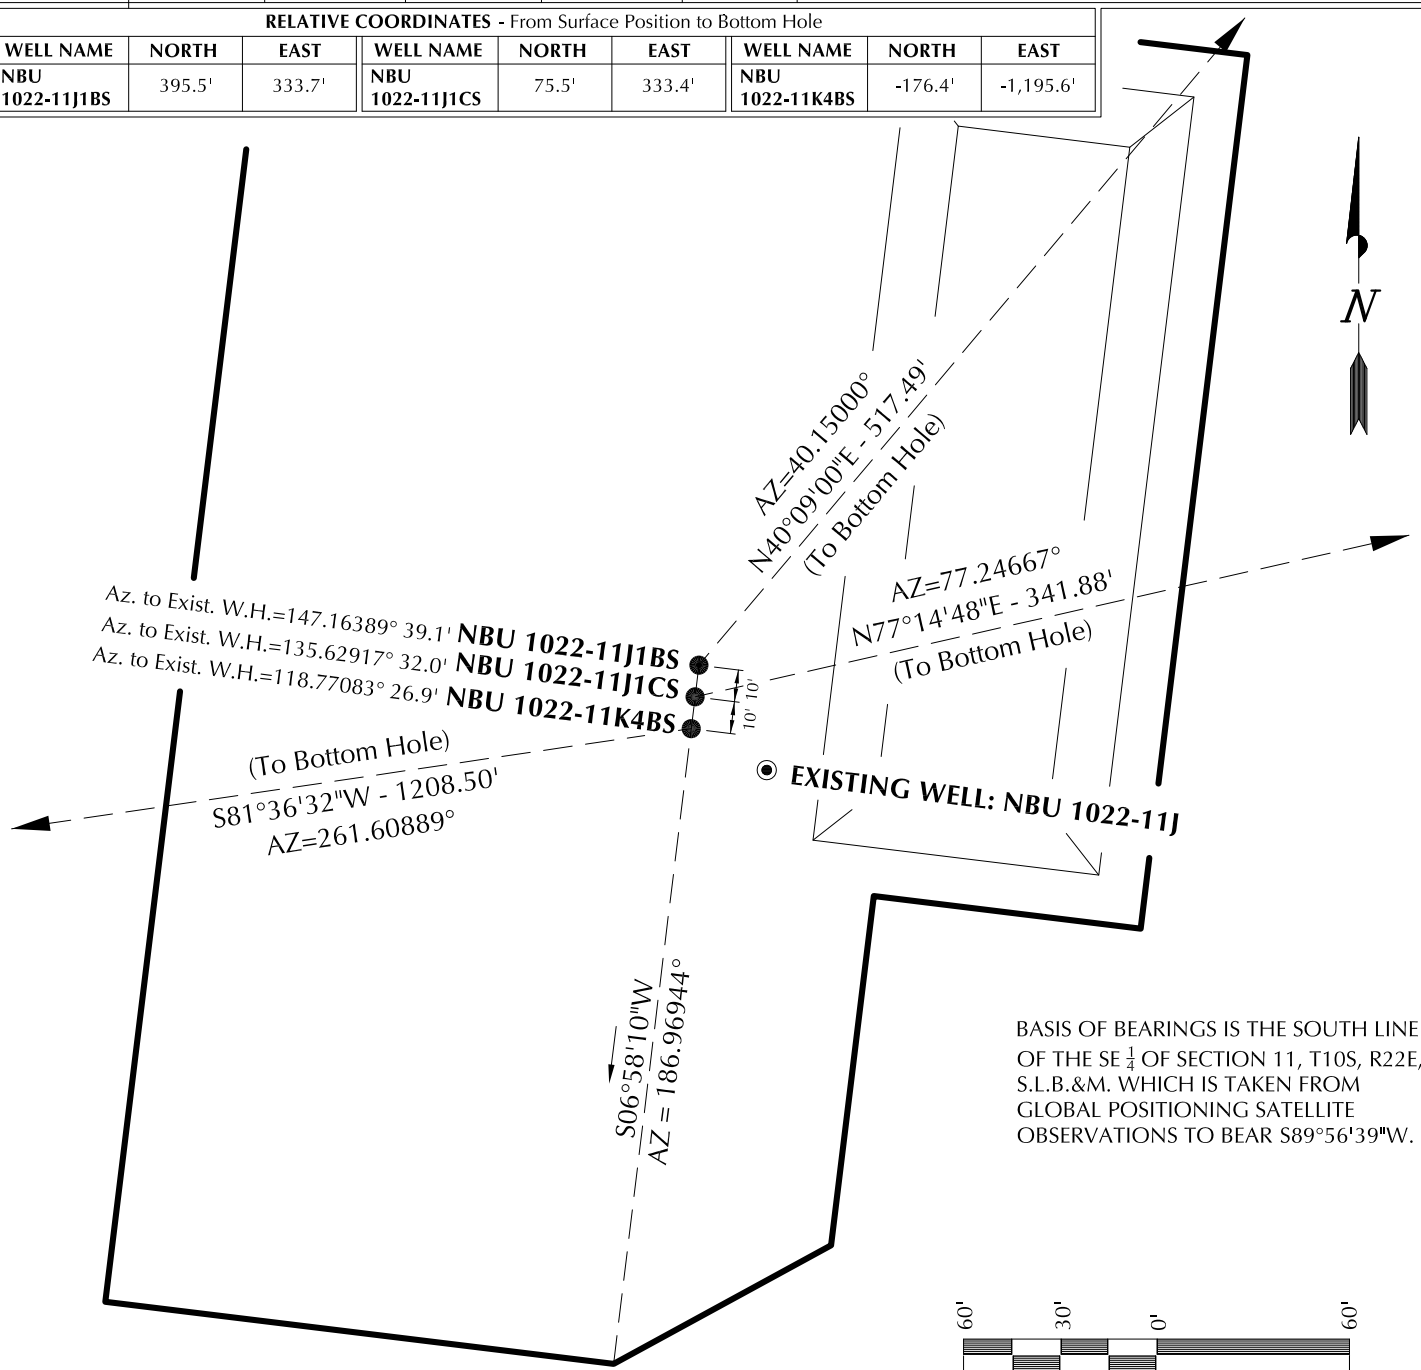 RELATIVE COORDINATES - From Surface Position to Bottom Hole
WELL NAME NORTH EAST WELL NAME NORTH EAST WELL NAME NORTH EAST
NBU 1022-11J1BS 395.5' 333.7' NBU 1022-11J1CS 75.5' 333.4' NBU 1022-11K4BS -176.4' -1,195.6'
N
AZ=40.15000°
N40°09'00"E - 517.49'
(To Bottom Hole)
AZ=77.24667°
N77°14'48"E - 341.88'
(To Bottom Hole)
Az. to Exist. W.H.=147.16389° 39.1' NBU 1022-11J1BS
Az. to Exist. W.H.=135.62917° 32.0' NBU 1022-11J1CS
Az. to Exist. W.H.=118.77083° 26.9' NBU 1022-11K4BS
10'
10'
(To Bottom Hole)
S81°36'32"W - 1208.50'
AZ=261.60889°
EXISTING WELL: NBU 1022-11J
S06°58'10"W
AZ = 186.96944°
BASIS OF BEARINGS IS THE SOUTH LINE
OF THE SE 1/4 OF SECTION 11, T10S, R22E,
S.L.B.&M. WHICH IS TAKEN FROM
GLOBAL POSITIONING SATELLITE
OBSERVATIONS TO BEAR S89°56'39"W.
60' 30' 0' 60'